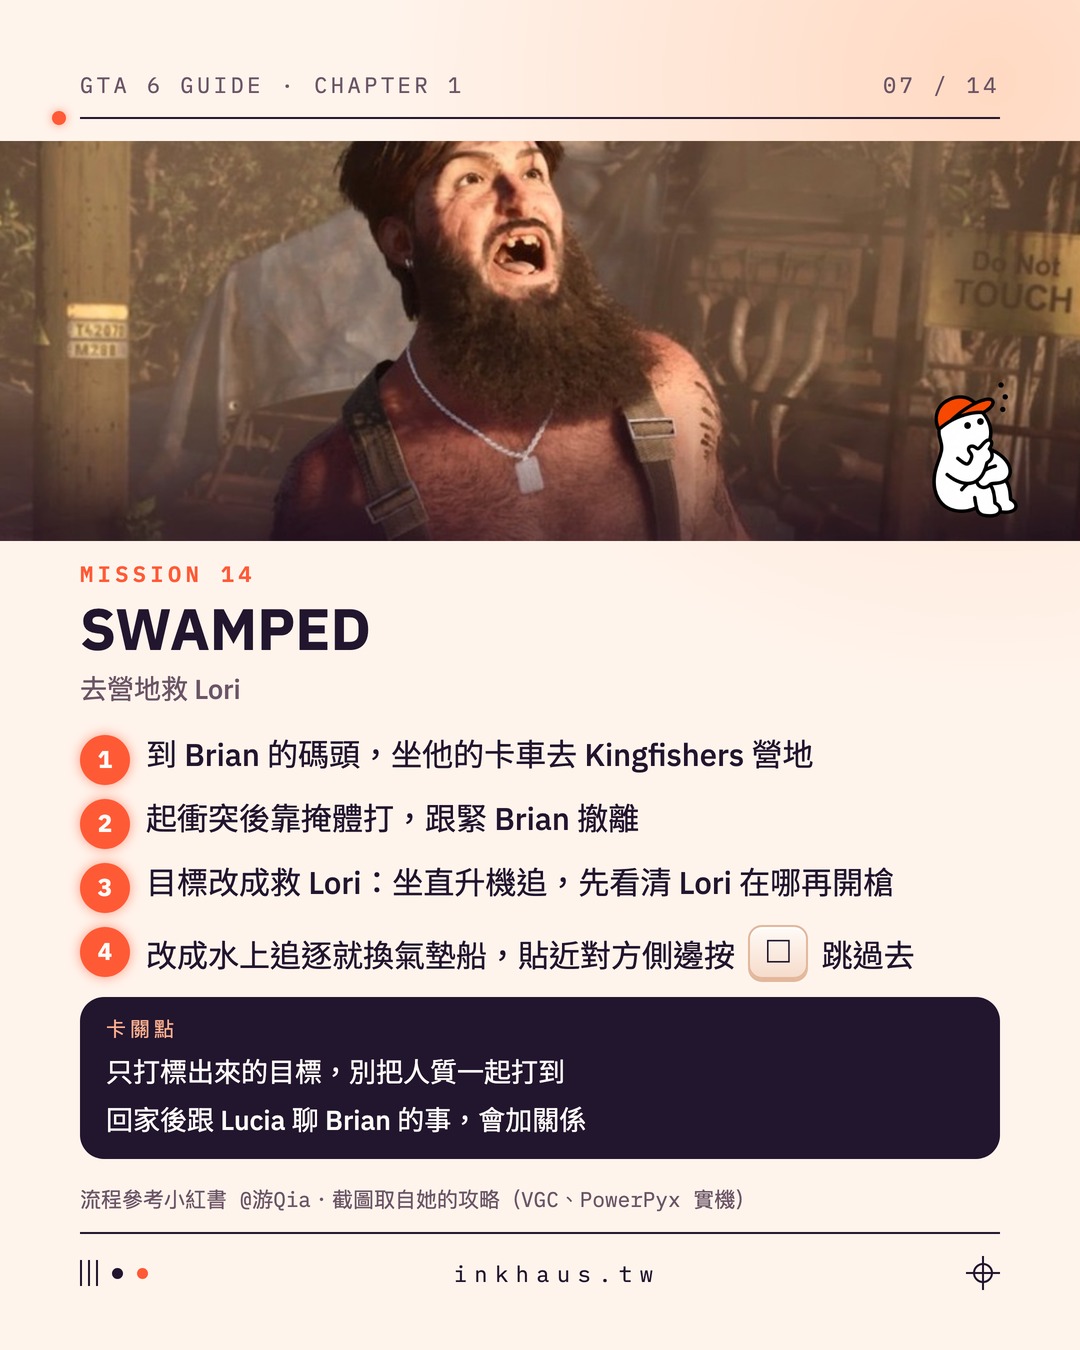 GTA 6 GUIDE · CHAPTER 1
07 / 14
Do Not
TOUCH
T42078
M288
MISSION 14
SWAMPED
去營地救 Lori
1 到 Brian 的碼頭，坐他的卡車去 Kingfishers 營地
2 起衝突後靠掩體打，跟緊 Brian 撤離
3 目標改成救 Lori：坐直升機追，先看清 Lori 在哪再開槍
4 改成水上追逐就換氣墊船，貼近對方側邊按 □ 跳過去
卡關點
只打標出來的目標，別把人質一起打到
回家後跟 Lucia 聊 Brian 的事，會加關係
流程參考小紅書 @游Qia · 截圖取自她的攻略（VGC、PowerPyx 實機）
inkhaus.tw